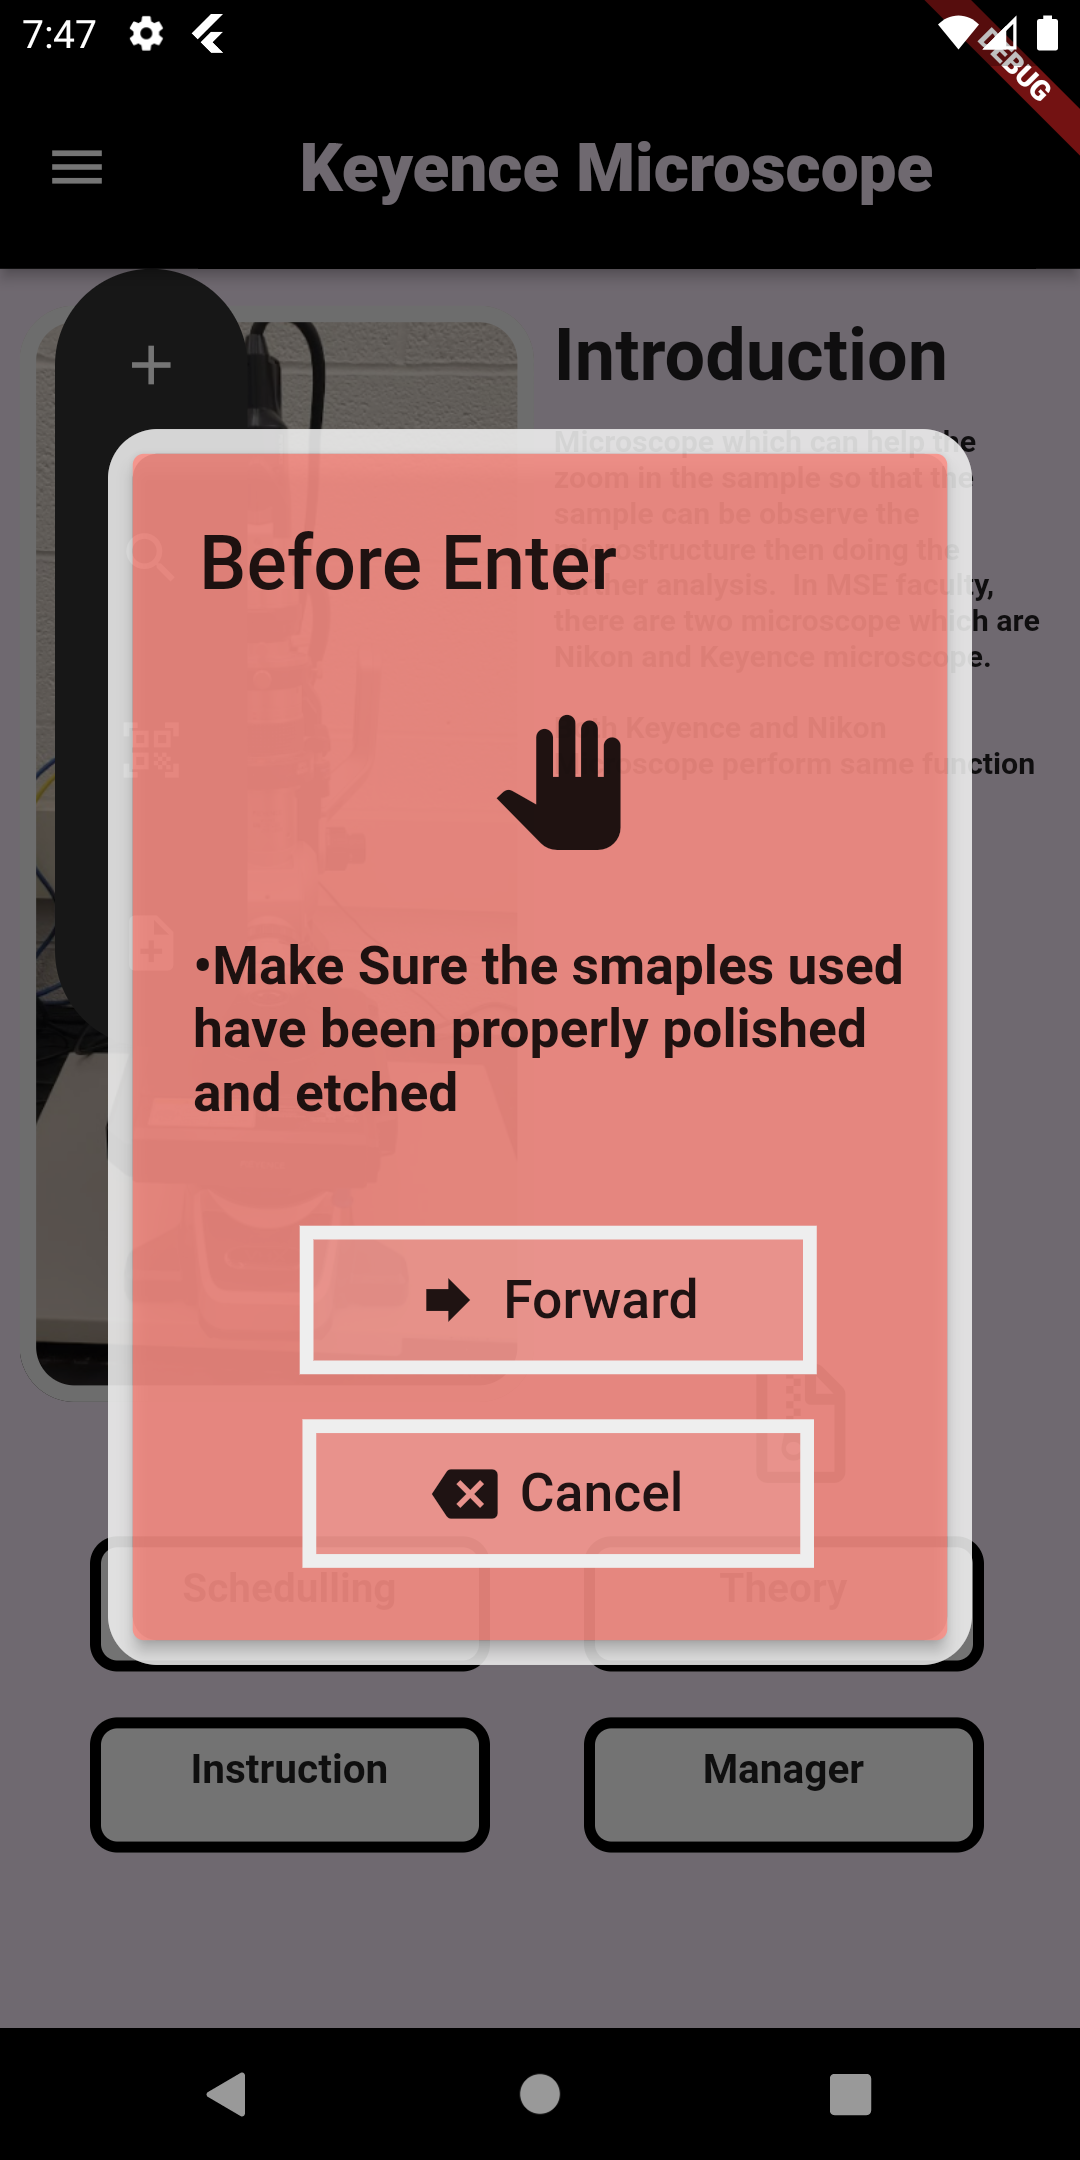 7:47
DEBUG
Keyence Microscope
Introduction
Microscope which can help the
zoom in the sample so that the
sample can be observe the
microstructure then doing the
further analysis. In MSE faculty,
there are two microscope which are
Nikon and Keyence microscope.
Both Keyence and Nikon
Microscope perform same function
Before Enter
•Make Sure the smaples used
have been properly polished
and etched
Forward
Cancel
Schedulling
Theory
Instruction
Manager